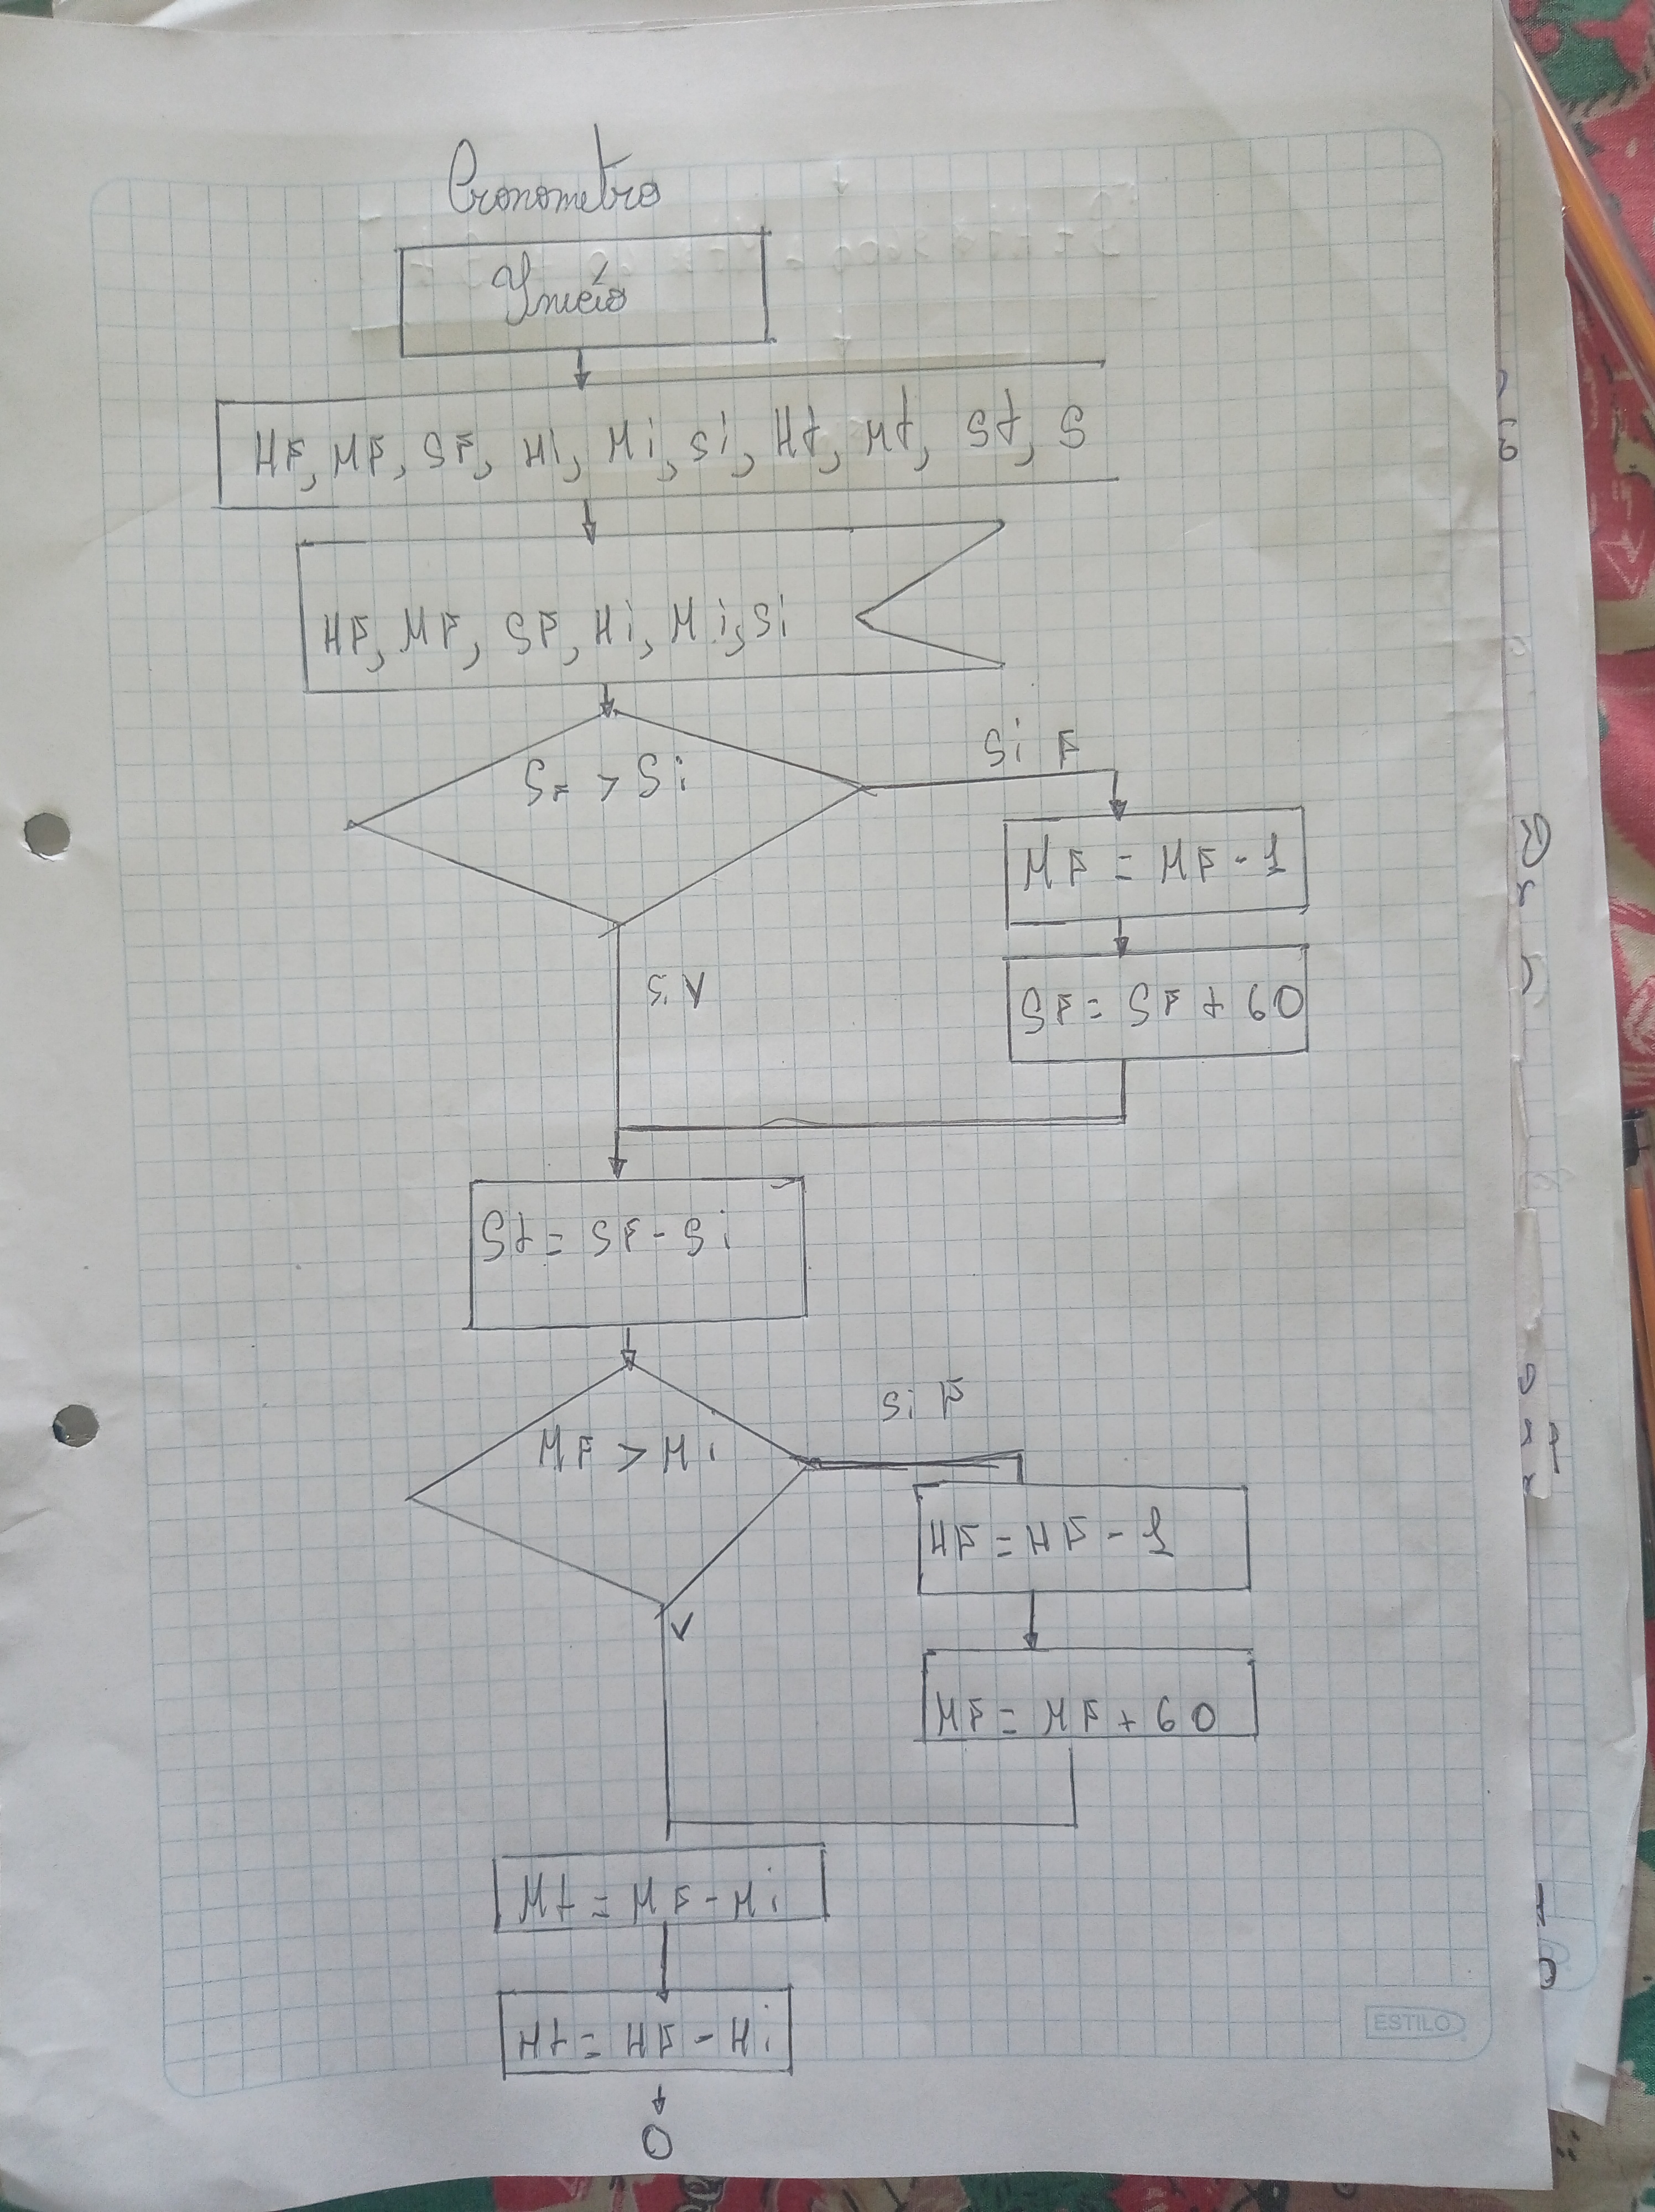 Cronometro
Inicio
HF, MF, SF, Hi, Mi, Si, Ht, Mt, St, S
HF, MF, SF, Hi, Mi, Si
SF < Si
Si F
MF = MF - 1
SF = SF + 60
Si V
St = SF - Si
MF > Mi
Si F
HF = HF - 1
V
MF = MF + 60
Mt = MF - Mi
Ht = HF - Hi
O
ESTILO